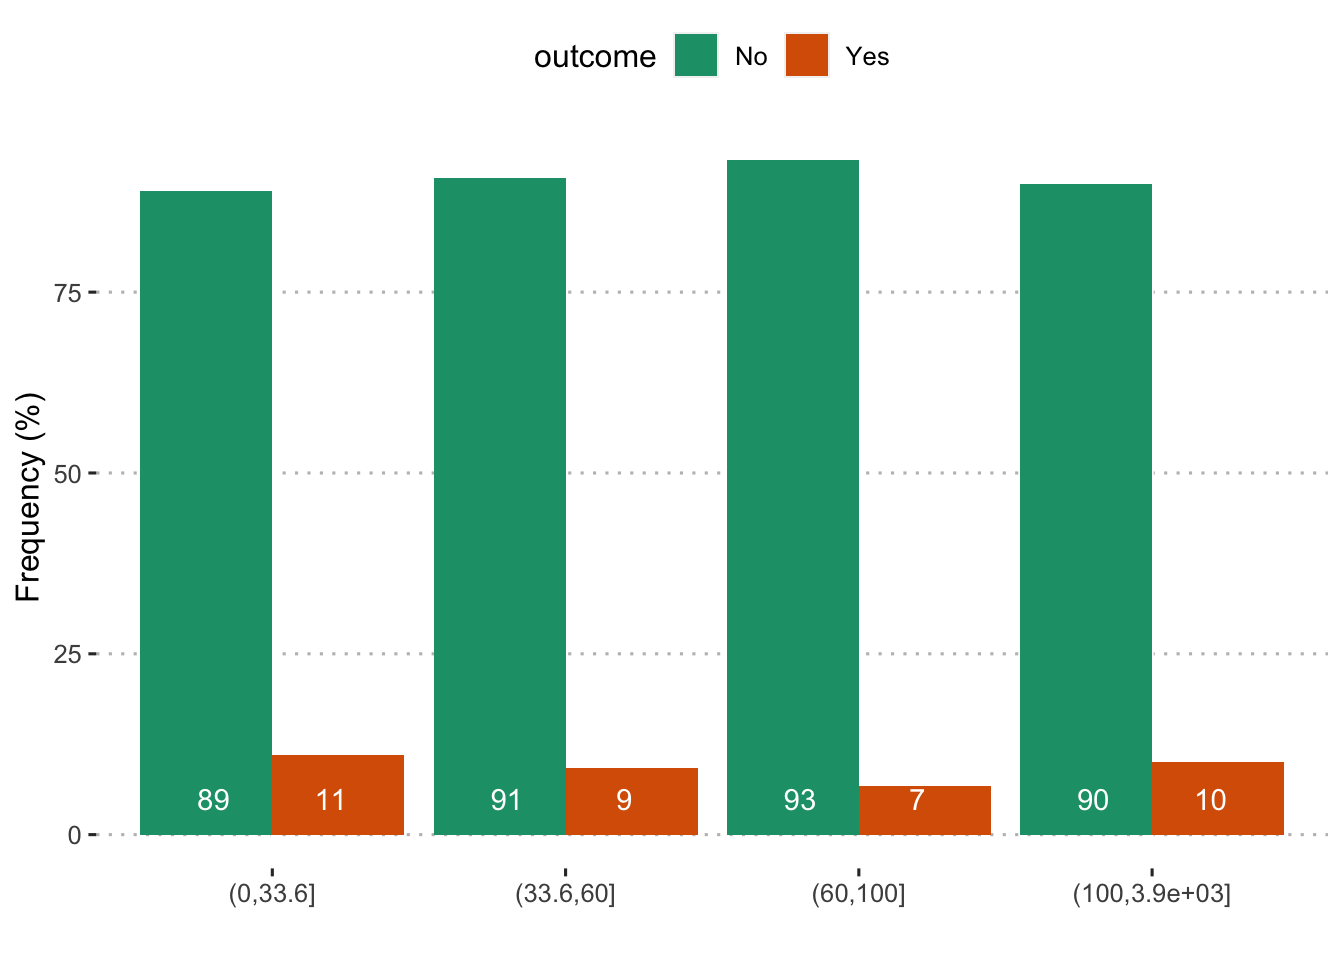 outcome No Yes
Frequency (%)
75
50
25
0
89 11 91 9 93 7 90 10
(0,33.6] (33.6,60] (60,100] (100,3.9e+03]